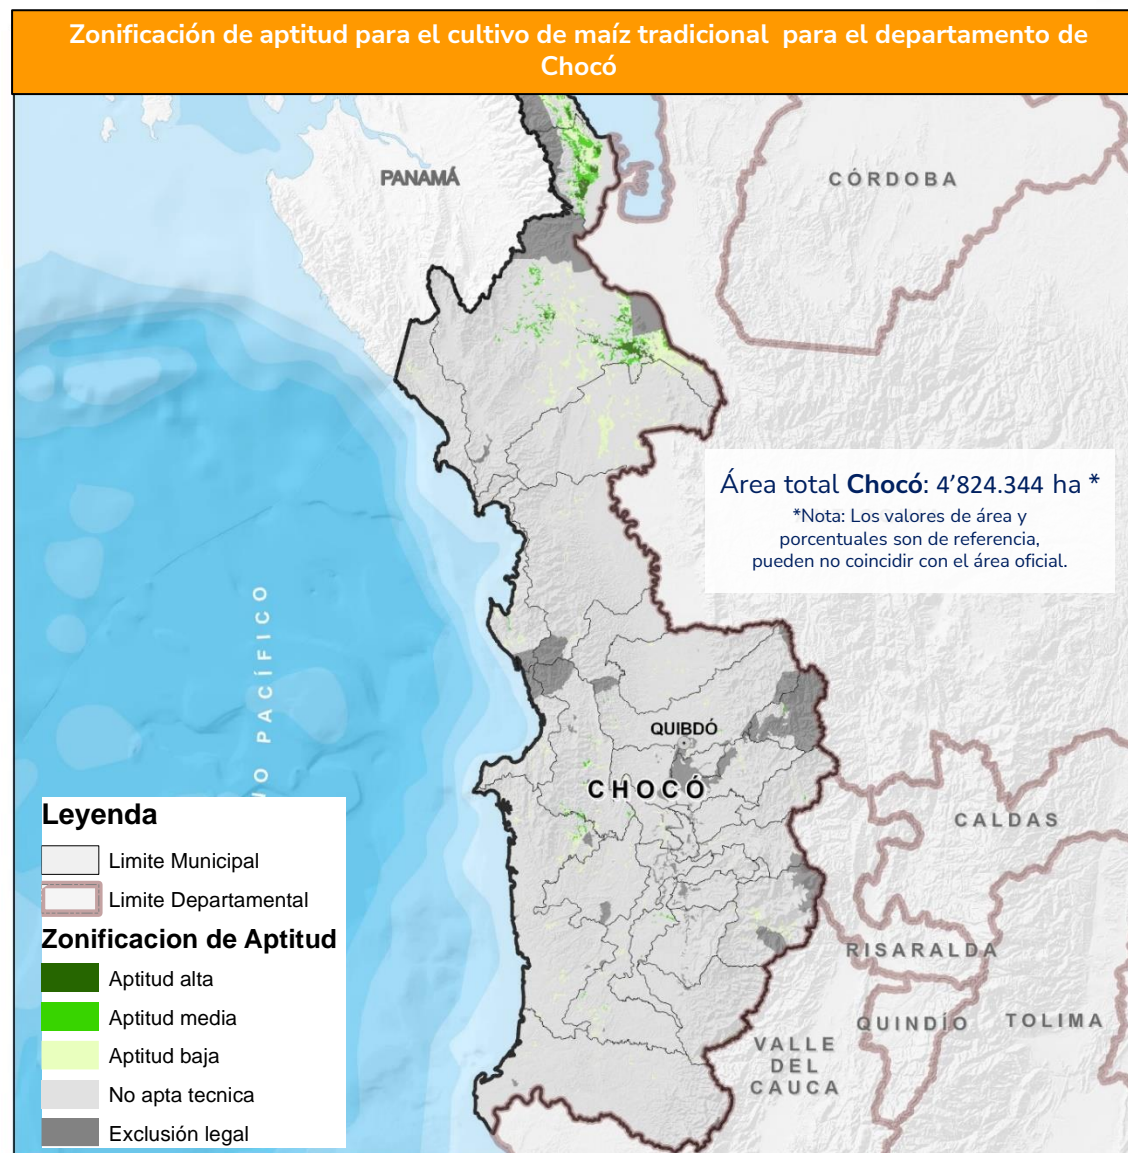 Zonificación de aptitud para el cultivo de maíz tradicional para el departamento de
Chocó
PANAMÁ
CÓRDOBA
Área total Chocó: 4’824.344 ha *
*Nota: Los valores de área y
porcentuales son de referencia,
pueden no coincidir con el área oficial.
PACÍFICO
QUIBDÓ
CHOCÓ
CALDAS
RISARALDA
QUINDÍO
TOLIMA
VALLE
DEL
CAUCA
Leyenda
Limite Municipal
Limite Departamental
Zonificacion de Aptitud
Aptitud alta
Aptitud media
Aptitud baja
No apta tecnica
Exclusión legal